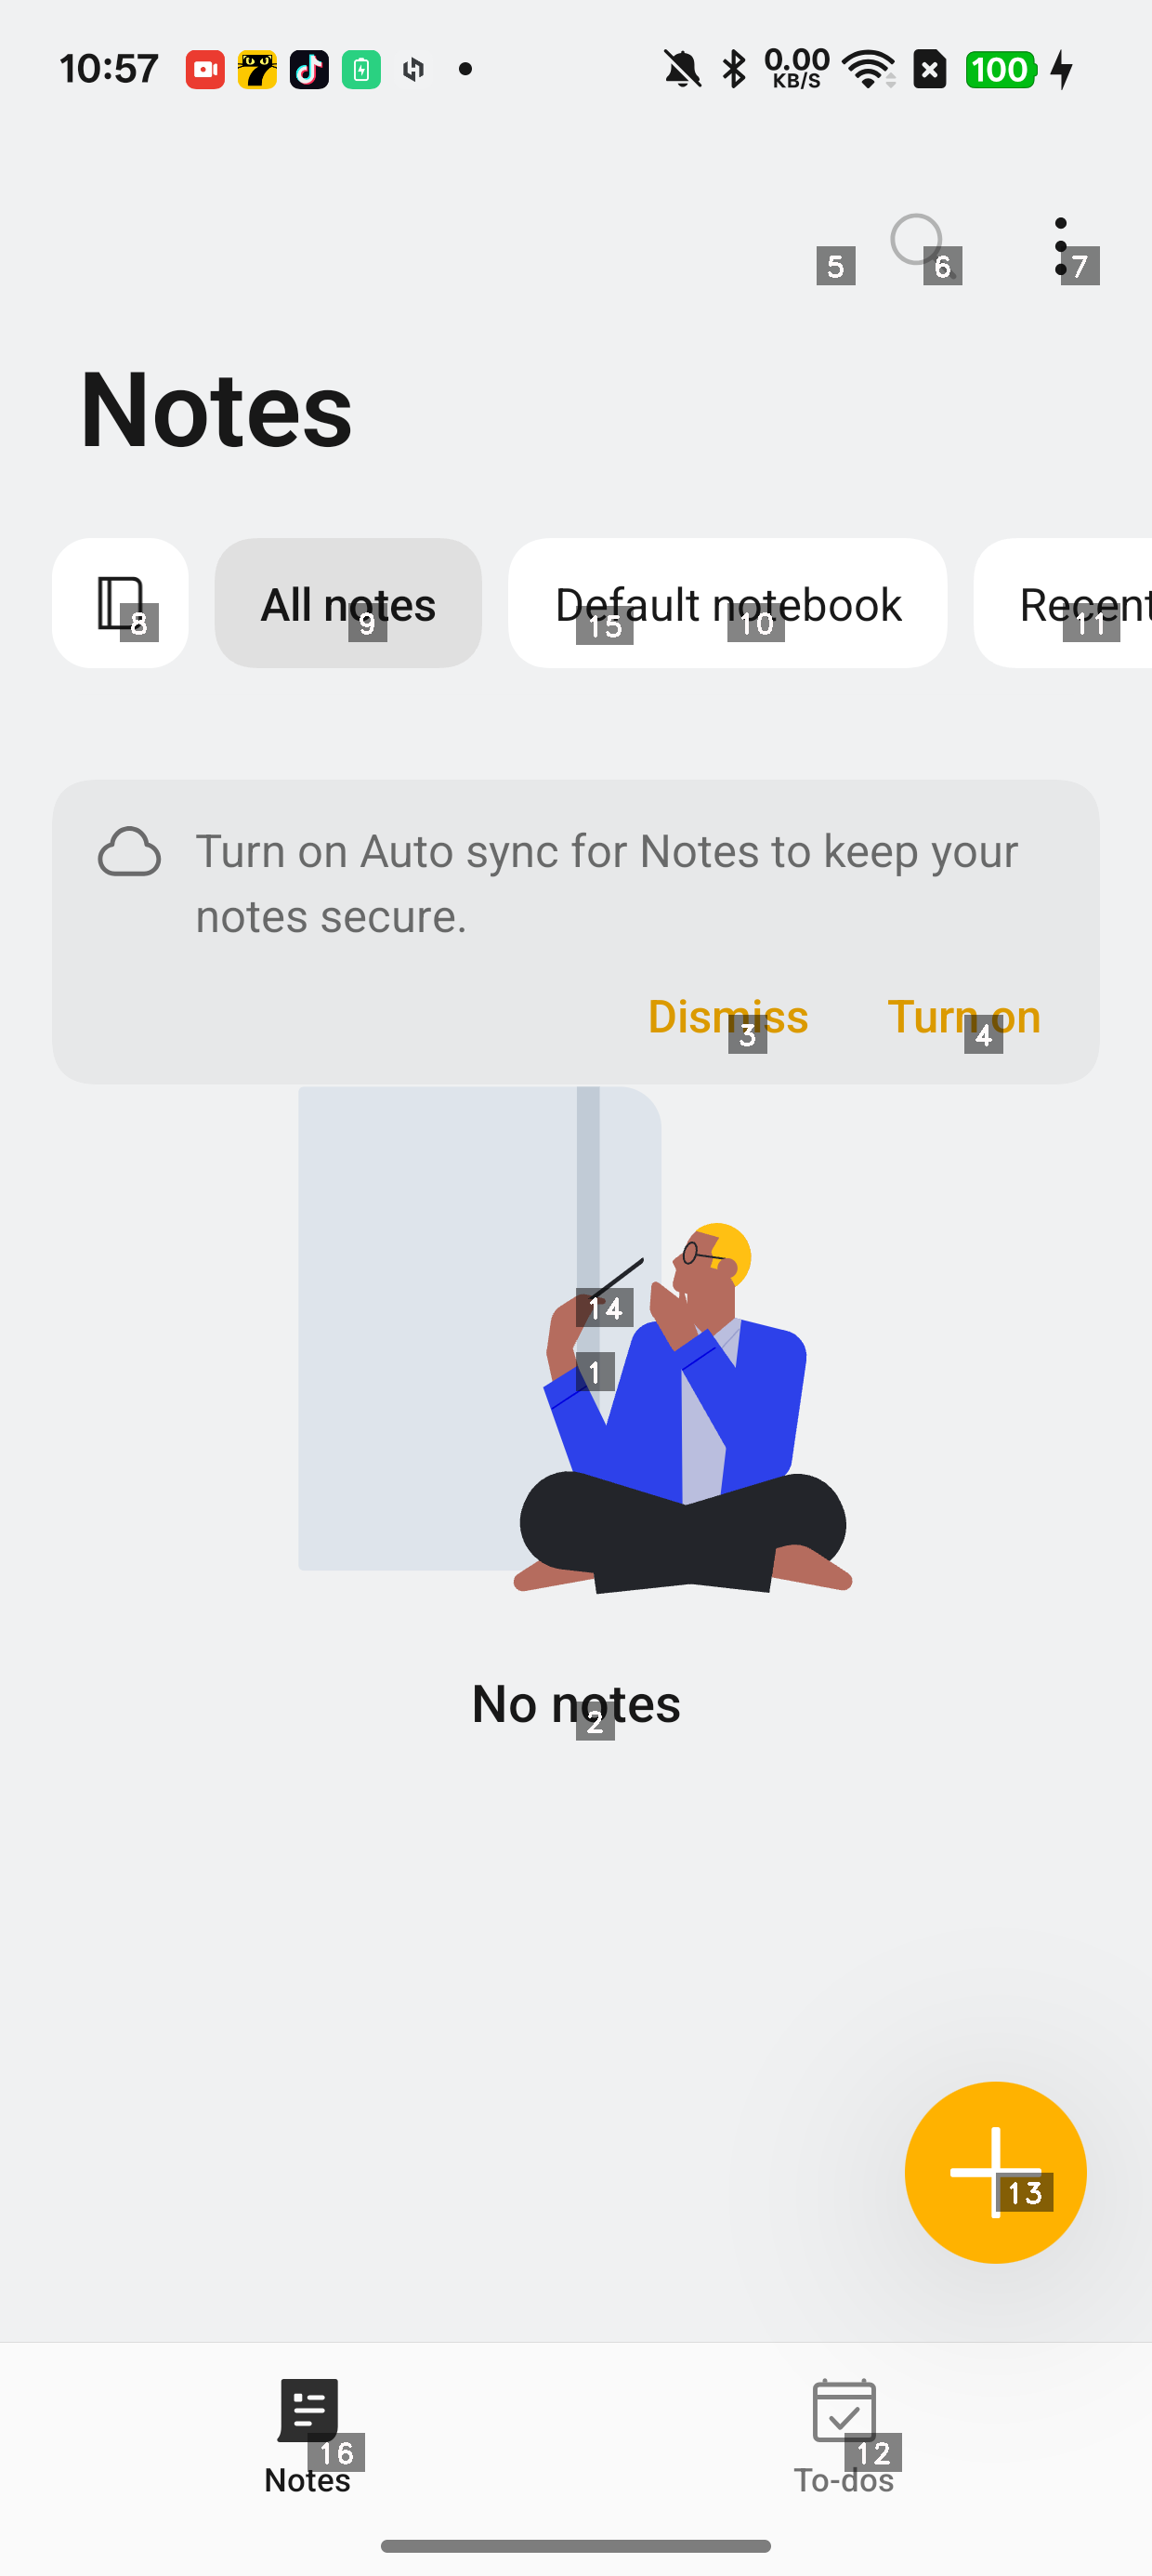 10:57 0.00 KB/S 100
5 6 7
Notes
All notes Default notebook Recent
8 9 15 10 11
Turn on Auto sync for Notes to keep your
notes secure.
Dismiss Turn on
3 4
14
1
No notes
2
13
16 12
Notes To-dos